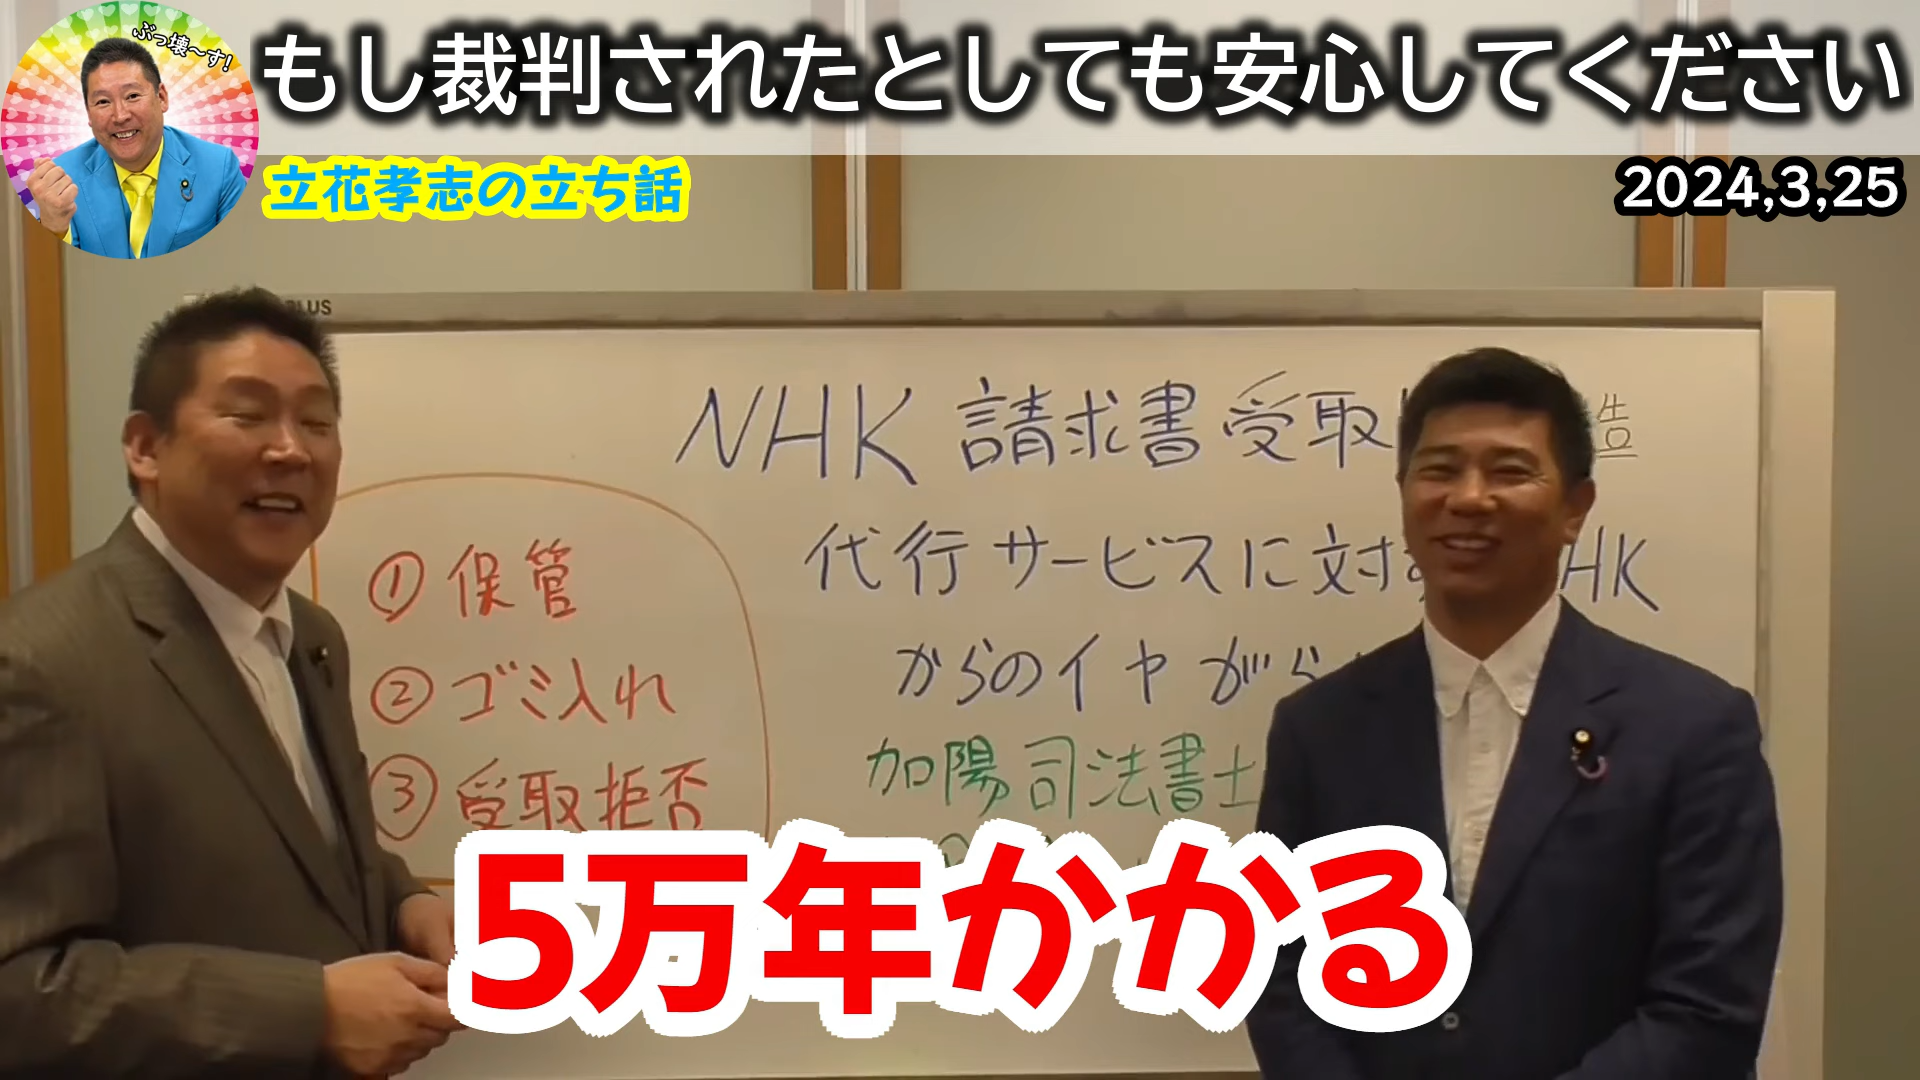 ぶっ壊〜す!
もし裁判されたとしても安心してください
立花孝志の立ち話
2024,3,25
PLUS
NHK 請求書受取 造
代行サービスに対す HK
からのイヤがら
加陽司法書士
①保管
②ゴミ入れ
③受取拒否
5万年かかる